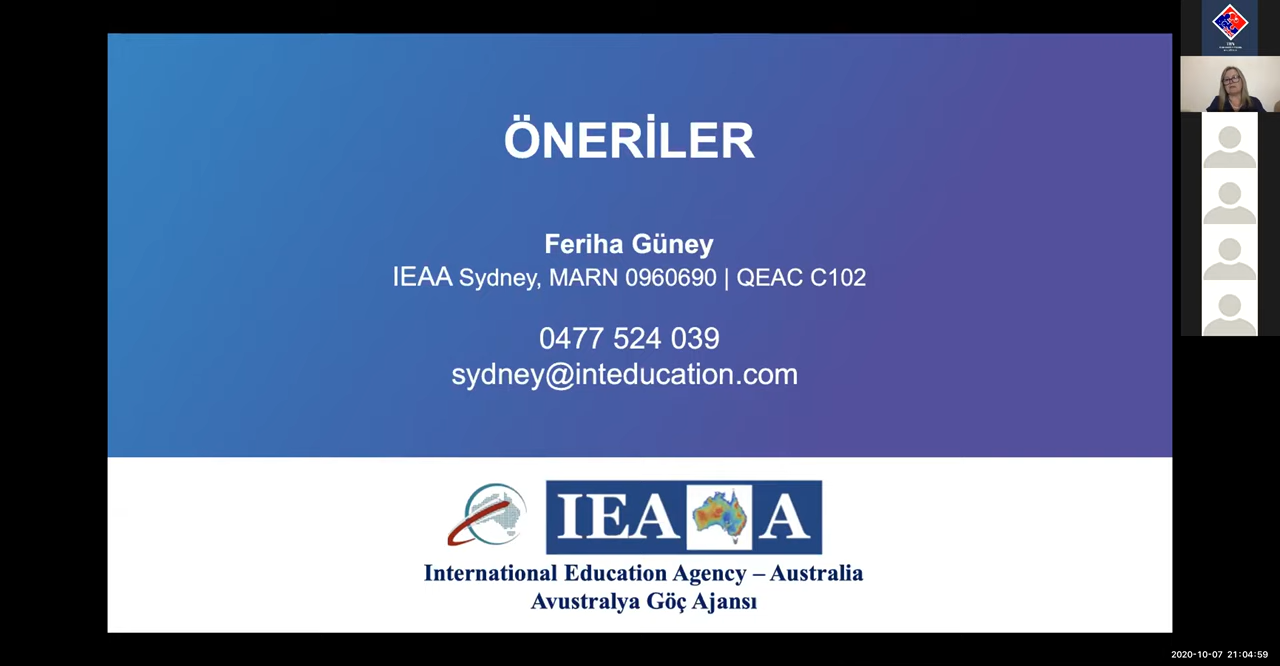 ÖNERİLER
Feriha Güney
IEAA Sydney, MARN 0960690 | QEAC C102
0477 524 039
sydney@inteducation.com
IEAA
International Education Agency – Australia
Avustralya Göç Ajansı
2020-10-07 21:04:59